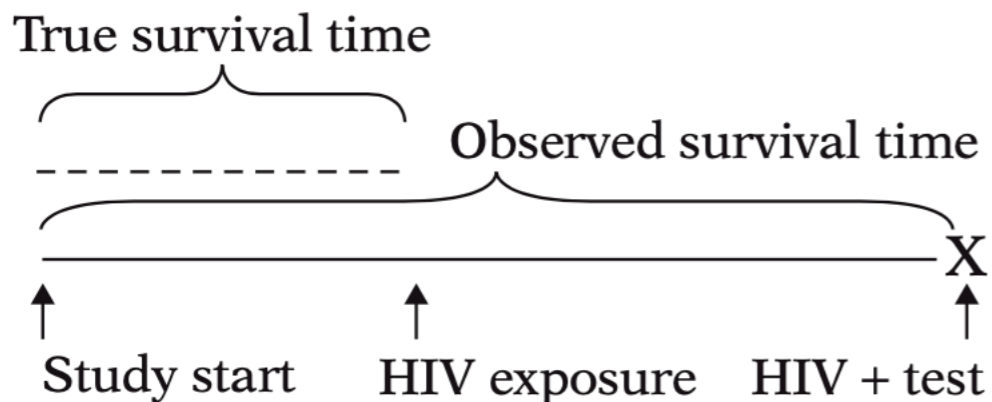 True survival time
Observed survival time
X
Study start
HIV exposure
HIV + test